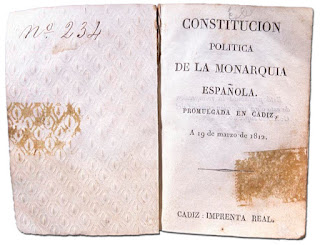 nº 234
CONSTITUCION
POLITICA
DE LA MONARQUIA
ESPAÑOLA.
PROMULGADA EN CADIZ,
A 19 de marzo de 1812.
CADIZ: IMPRENTA REAL.